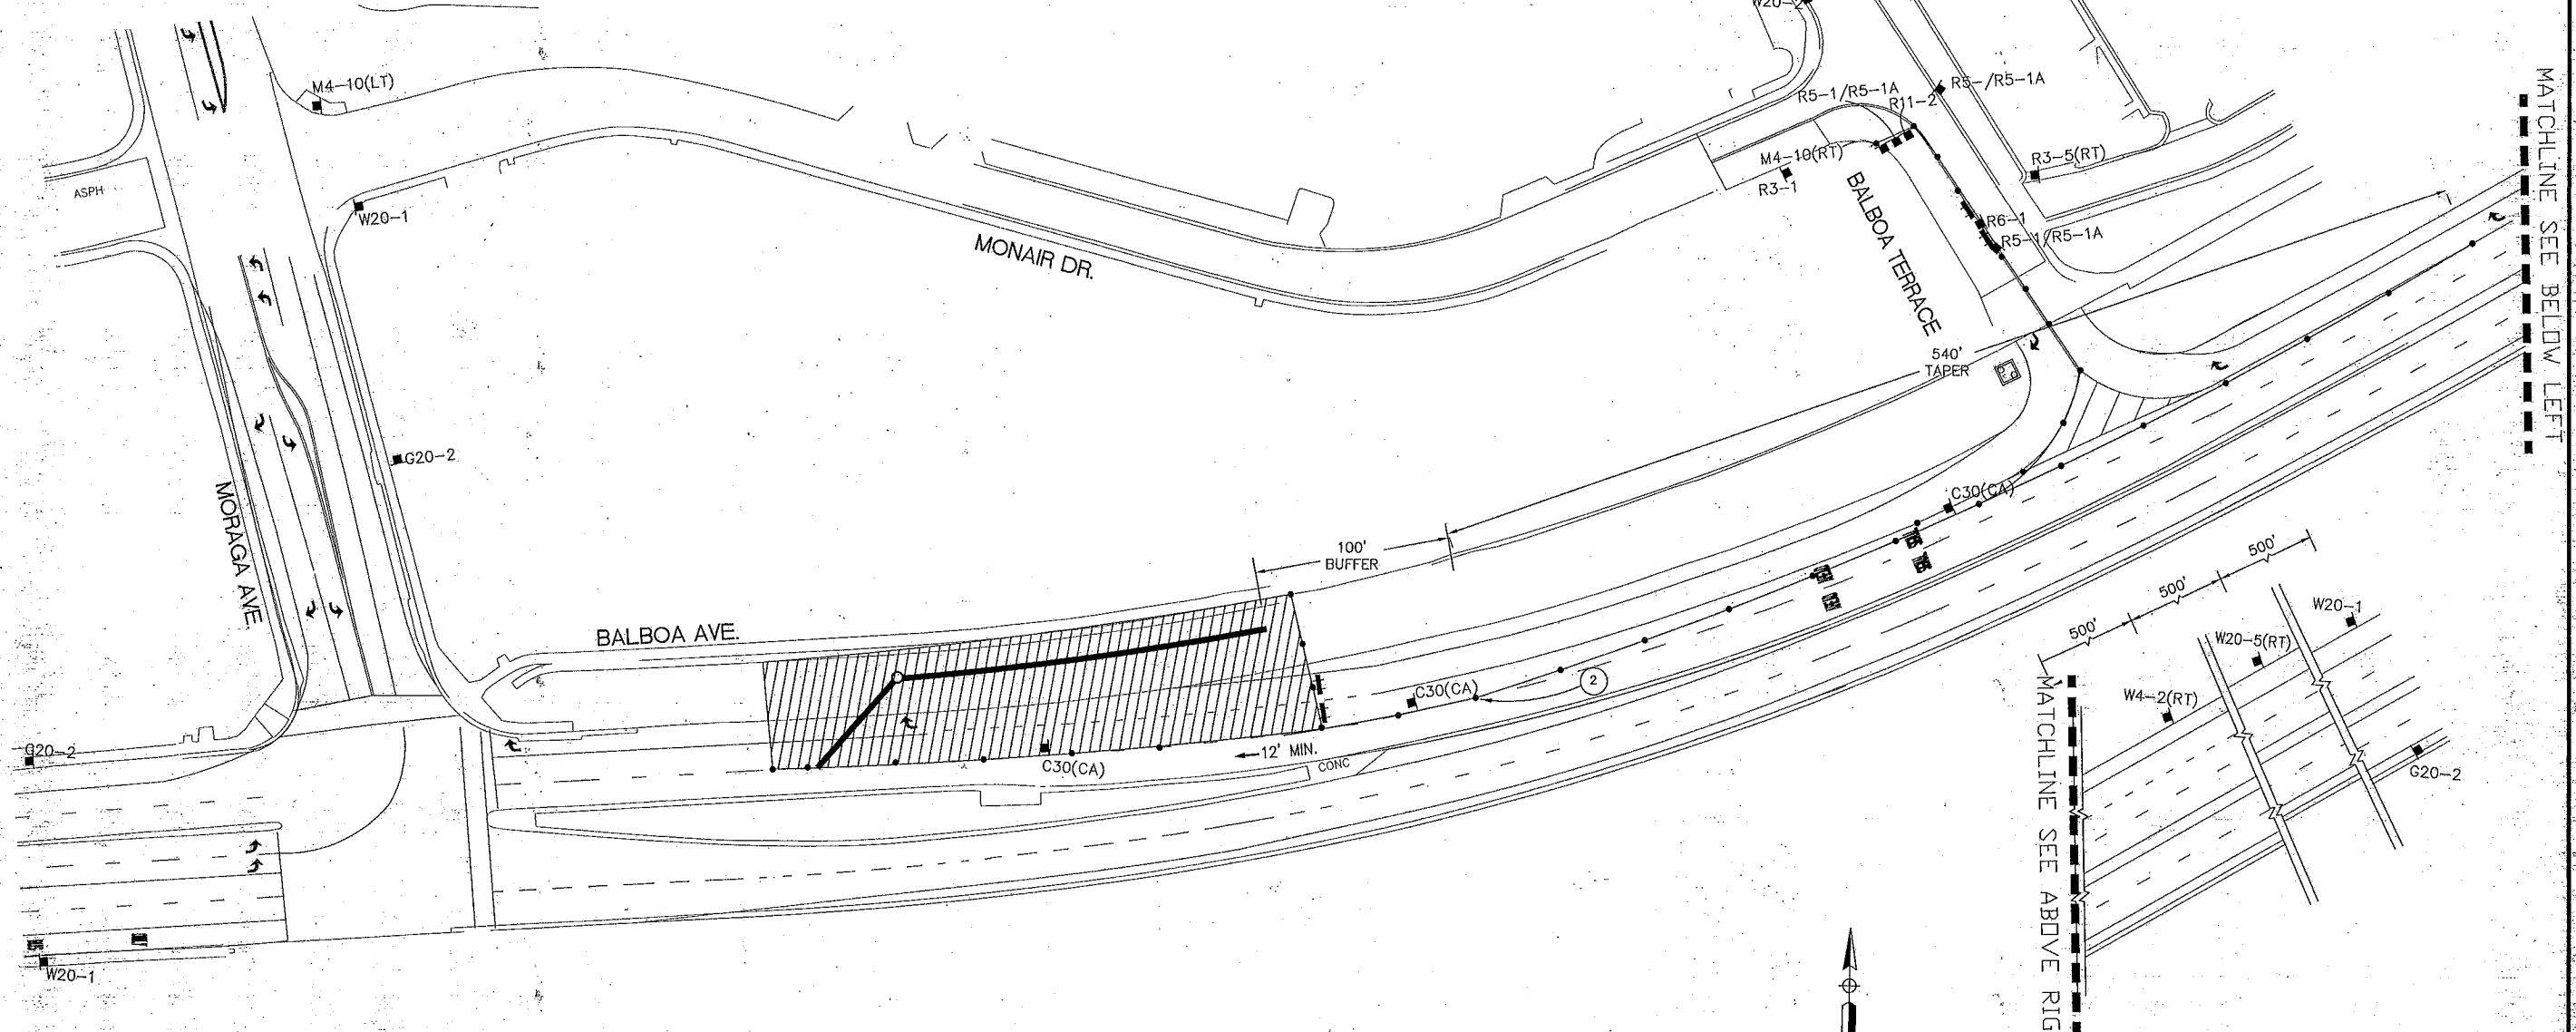 W20-2
M4-10(LT)
R5-/R5-1A
R5-1/R5-1A
R11-2
M4-10(RT)
R3-1
R3-5(RT)
ASPH
W20-1
R6-1
R5-1/R5-1A
MONAIR DR.
BALBOA TERRACE
MATCHLINE SEE BELOW LEFT
540'
TAPER
G20-2
MORAGA AVE.
C30(CA)
100'
BUFFER
500'
500'
500'
W20-1
W20-5(RT)
W4-2(RT)
G20-2
BALBOA AVE.
C30(CA)
2
C30(CA)
12' MIN.
CONC
G20-2
W20-1
MATCHLINE SEE ABOVE RIG